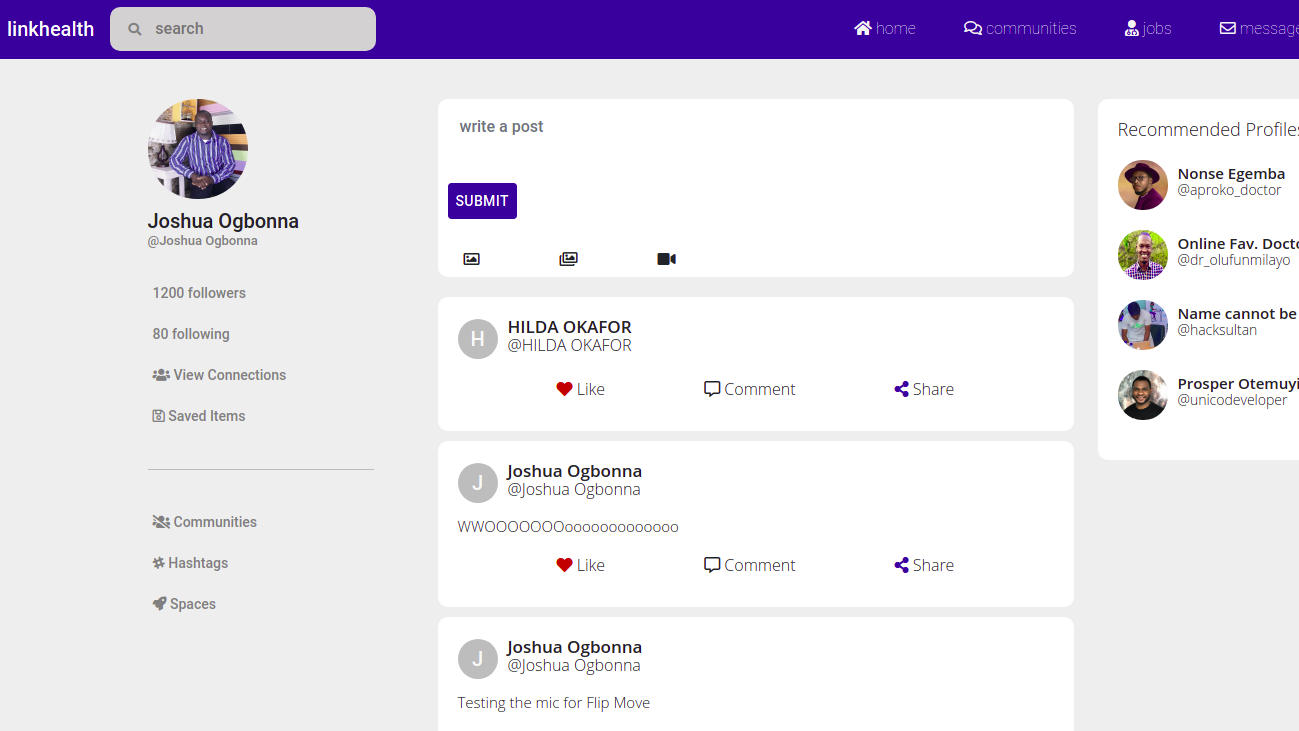 linkhealth
search
home
communities
jobs
message
Joshua Ogbonna
@Joshua Ogbonna
1200 followers
80 following
View Connections
Saved Items
Communities
Hashtags
Spaces
write a post
SUBMIT
H
HILDA OKAFOR
@HILDA OKAFOR
Like
Comment
Share
J
Joshua Ogbonna
@Joshua Ogbonna
WWOOOOOOOooooooooooooo
Like
Comment
Share
J
Joshua Ogbonna
@Joshua Ogbonna
Testing the mic for Flip Move
Recommended Profiles
Nonse Egemba
@aproko_doctor
Online Fav. Docto
@dr_olufunmilayo
Name cannot be
@hacksultan
Prosper Otemuyi
@unicodeveloper